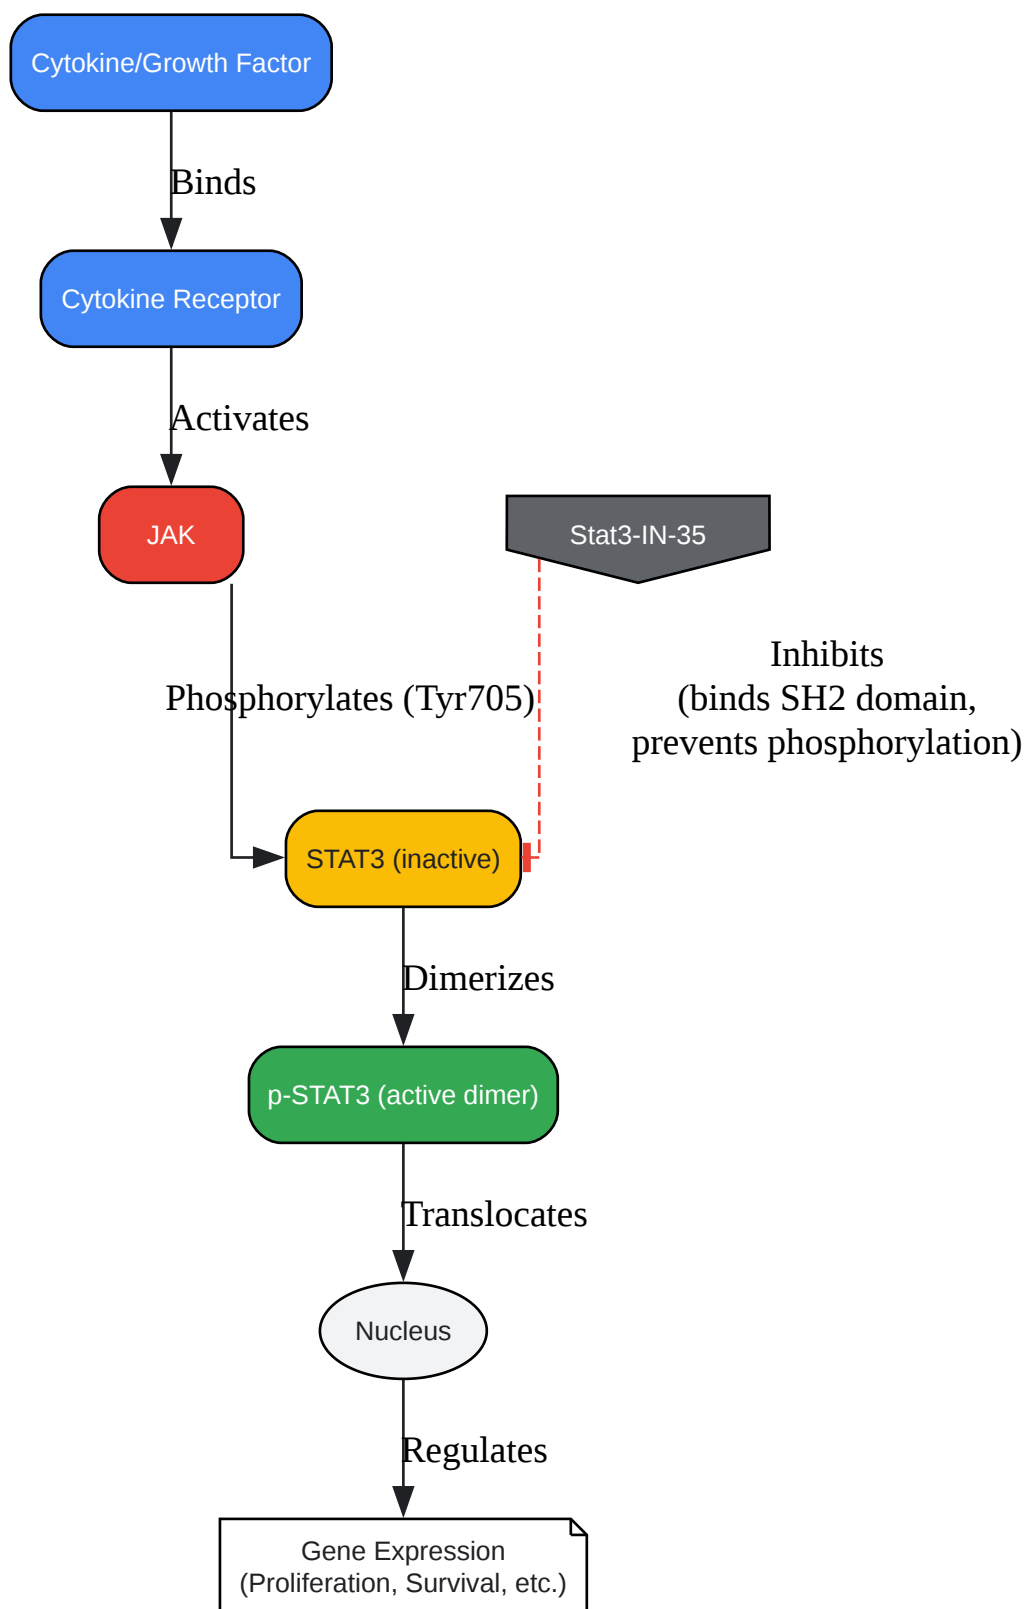 Cytokine/Growth Factor
Binds
Cytokine Receptor
Activates
JAK
Stat3-IN-35
Phosphorylates (Tyr705)
Inhibits
(binds SH2 domain,
prevents phosphorylation)
STAT3 (inactive)
Dimerizes
p-STAT3 (active dimer)
Translocates
Nucleus
Regulates
Gene Expression
(Proliferation, Survival, etc.)